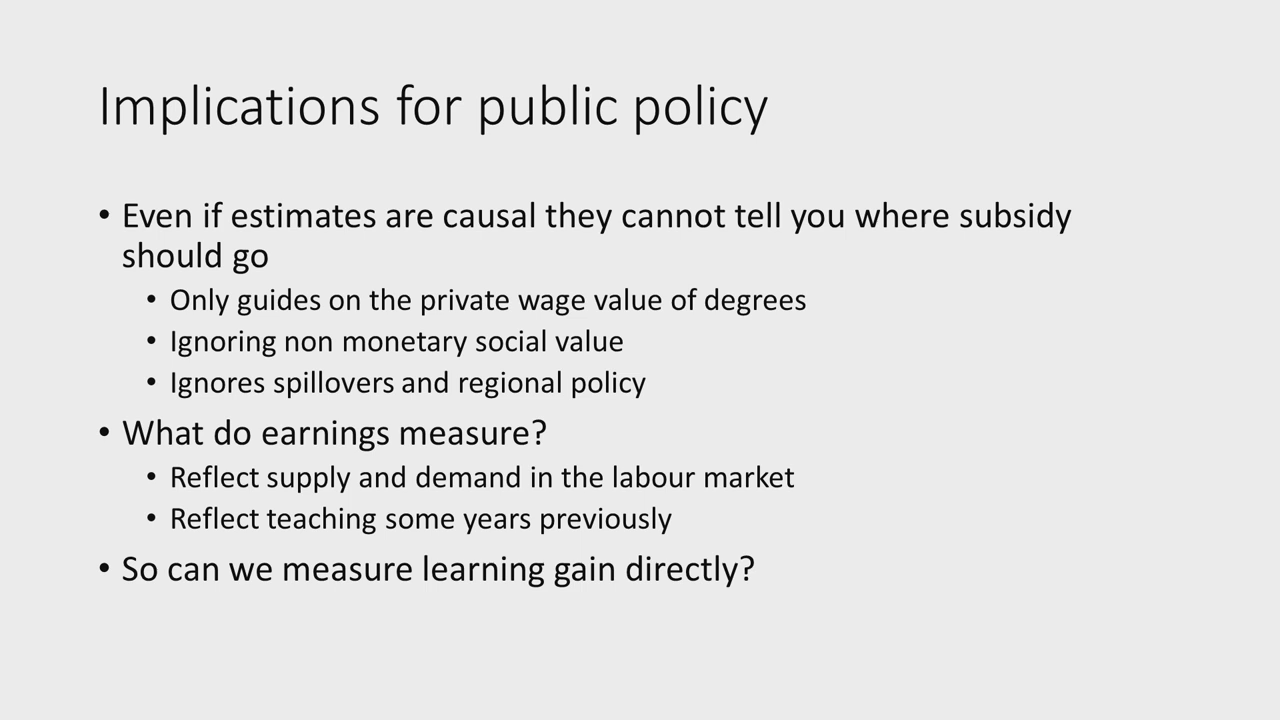 Implications for public policy
• Even if estimates are causal they cannot tell you where subsidy
should go
• Only guides on the private wage value of degrees
• Ignoring non monetary social value
• Ignores spillovers and regional policy
• What do earnings measure?
• Reflect supply and demand in the labour market
• Reflect teaching some years previously
• So can we measure learning gain directly?